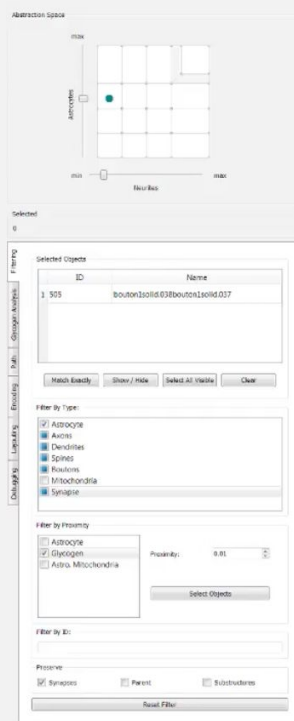 Abstraction Space
max
Astrocytes
min
max
Neurites
Selected
0
Filtering
Glycogen Analysis
Path
Encoding
Layouting
Debugging
Selected Objects
ID Name
1 505 bouton1solid.038bouton1solid.037
Match Exactly Show / Hide Select All Visible Clear
Filter By Type:
Astrocyte
Axons
Dendrites
Spines
Boutons
Mitochondria
Synapse
Filter by Proximity
Astrocyte
Glycogen
Astro. Mitochondria
Proximity: 0.01
Select Objects
Filter By ID:
Preserve
Synapses Parent Substructures
Reset Filter